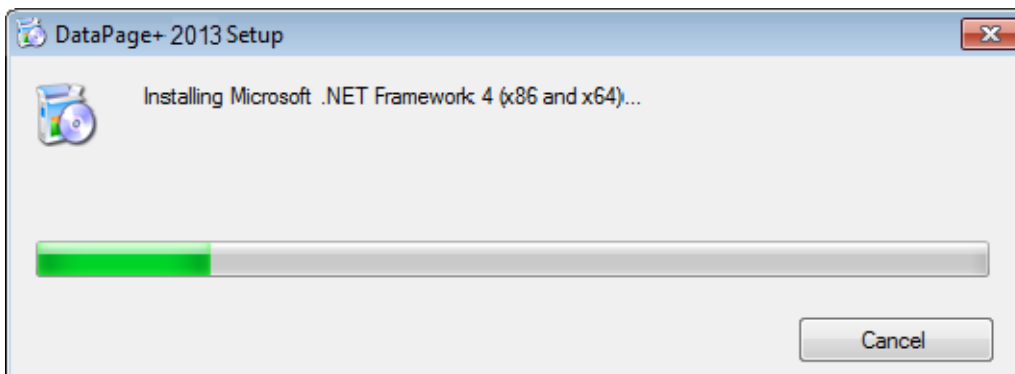 DataPage+ 2013 Setup
Installing Microsoft .NET Framework 4 (x86 and x64)...
Cancel